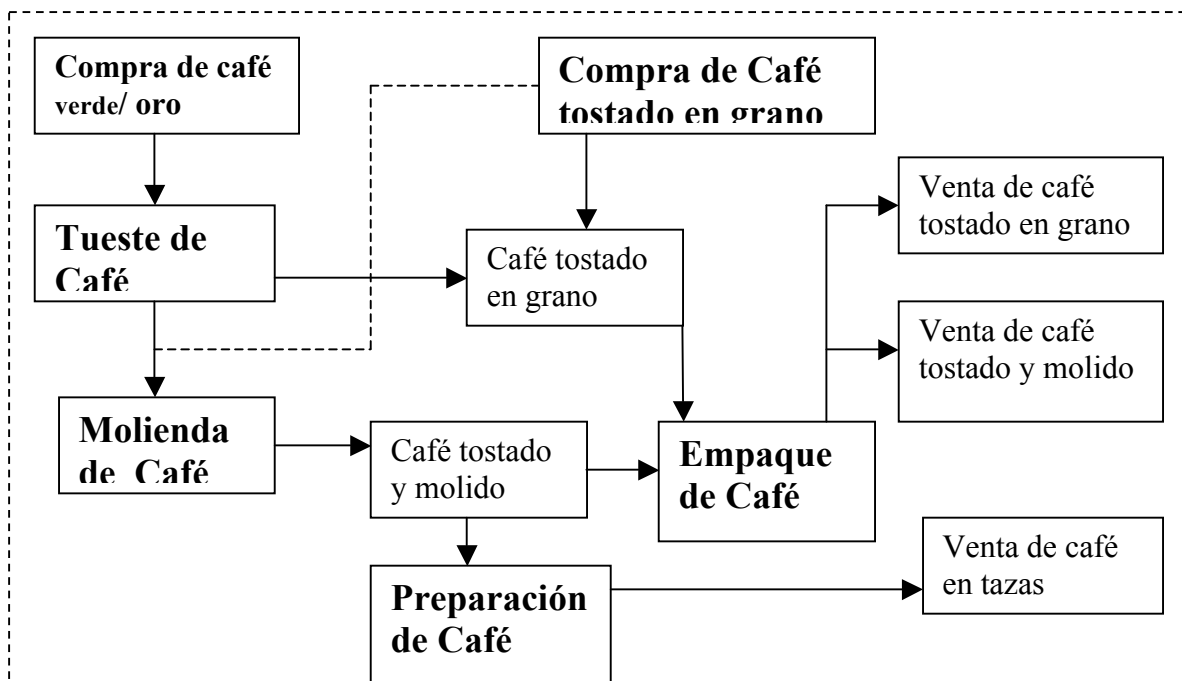 Compra de café
verde/ oro
Compra de Café
tostado en grano
Venta de café
tostado en grano
Tueste de
Café
Café tostado
en grano
Venta de café
tostado y molido
Molienda
de Café
Café tostado
y molido
Empaque
de Café
Venta de café
en tazas
Preparación
de Café